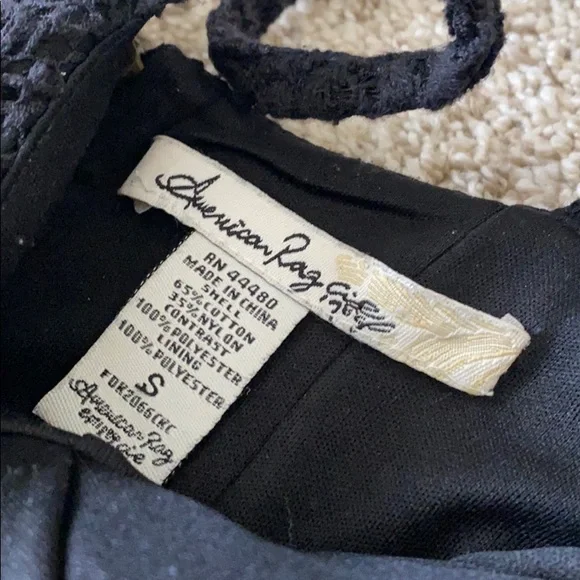 American Rag cie
RN 44480
MADE IN CHINA
SHELL
65%COTTON
35%NYLON
CONTRAST
100%POLYESTER
LINING
100%POLYESTER
S
American Rag
cie